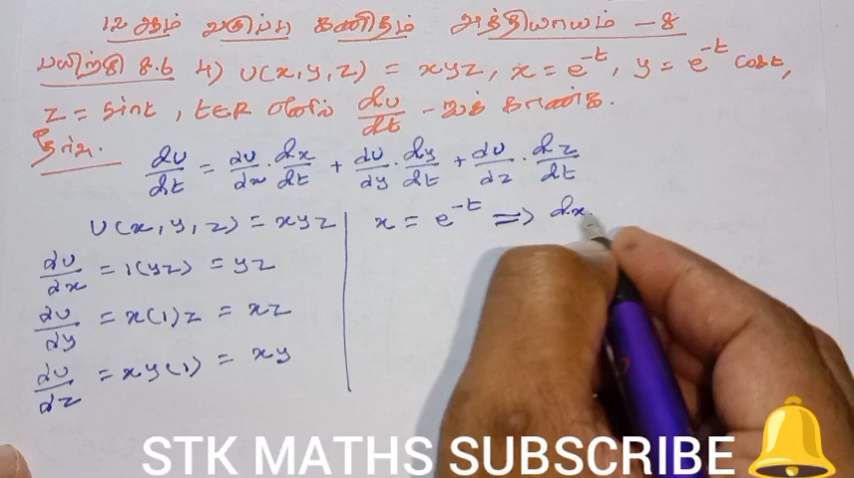 12 ஆம் வகுப்பு கணிதம் அத்தியாயம் - 8
பயிற்சி 8.6 4) U(x, y, z) = xyz, x = e^{-t}, y = e^{-t} cost,
z = sint, t∈R எனில் dU/dt - ஐக் காண்க.
தீர்வு.
dU/dt = ∂U/∂x · dx/dt + ∂U/∂y · dy/dt + ∂U/∂z · dz/dt
U(x, y, z) = xyz
∂U/∂x = 1(yz) = yz
∂U/∂y = x(1)z = xz
∂U/∂z = xy(1) = xy
x = e^{-t} ⇒ dx
STK MATHS SUBSCRIBE